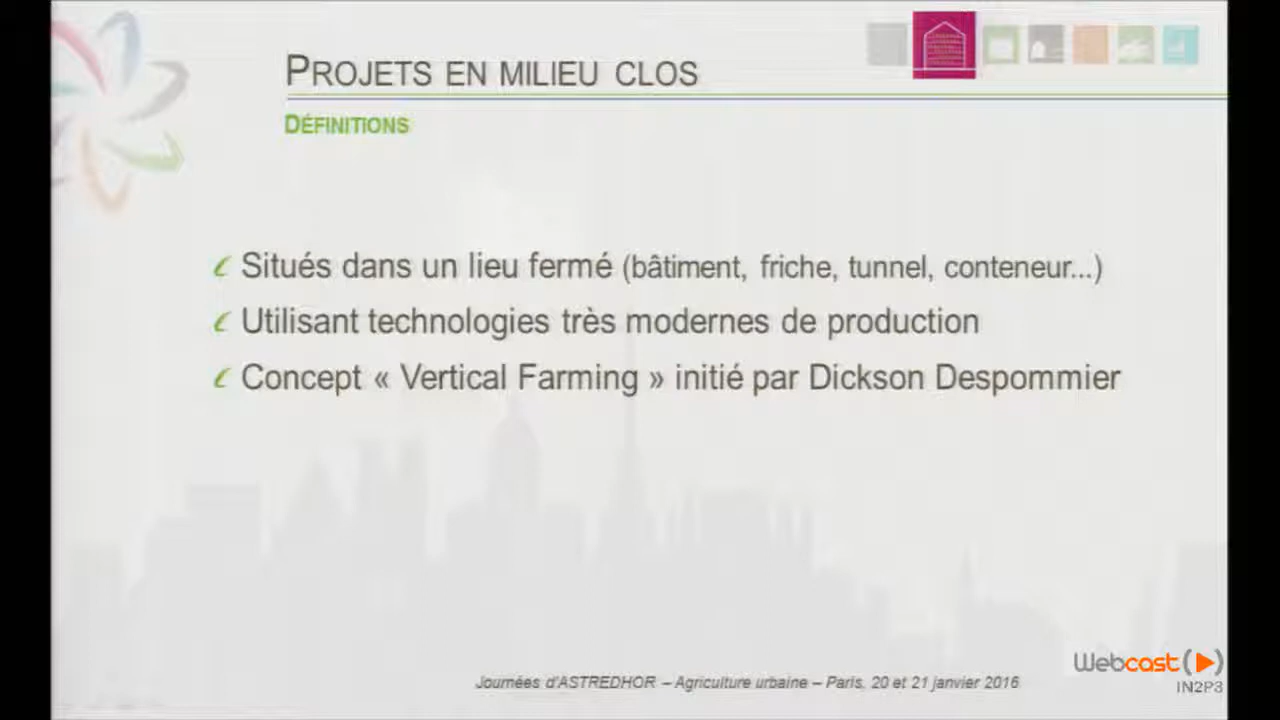 PROJETS EN MILIEU CLOS
DÉFINITIONS
Situés dans un lieu fermé (bâtiment, friche, tunnel, conteneur...)
Utilisant technologies très modernes de production
Concept « Vertical Farming » initié par Dickson Despommier
Journées d'ASTREDHOR – Agriculture urbaine – Paris, 20 et 21 janvier 2016
Webcast
IN2P3